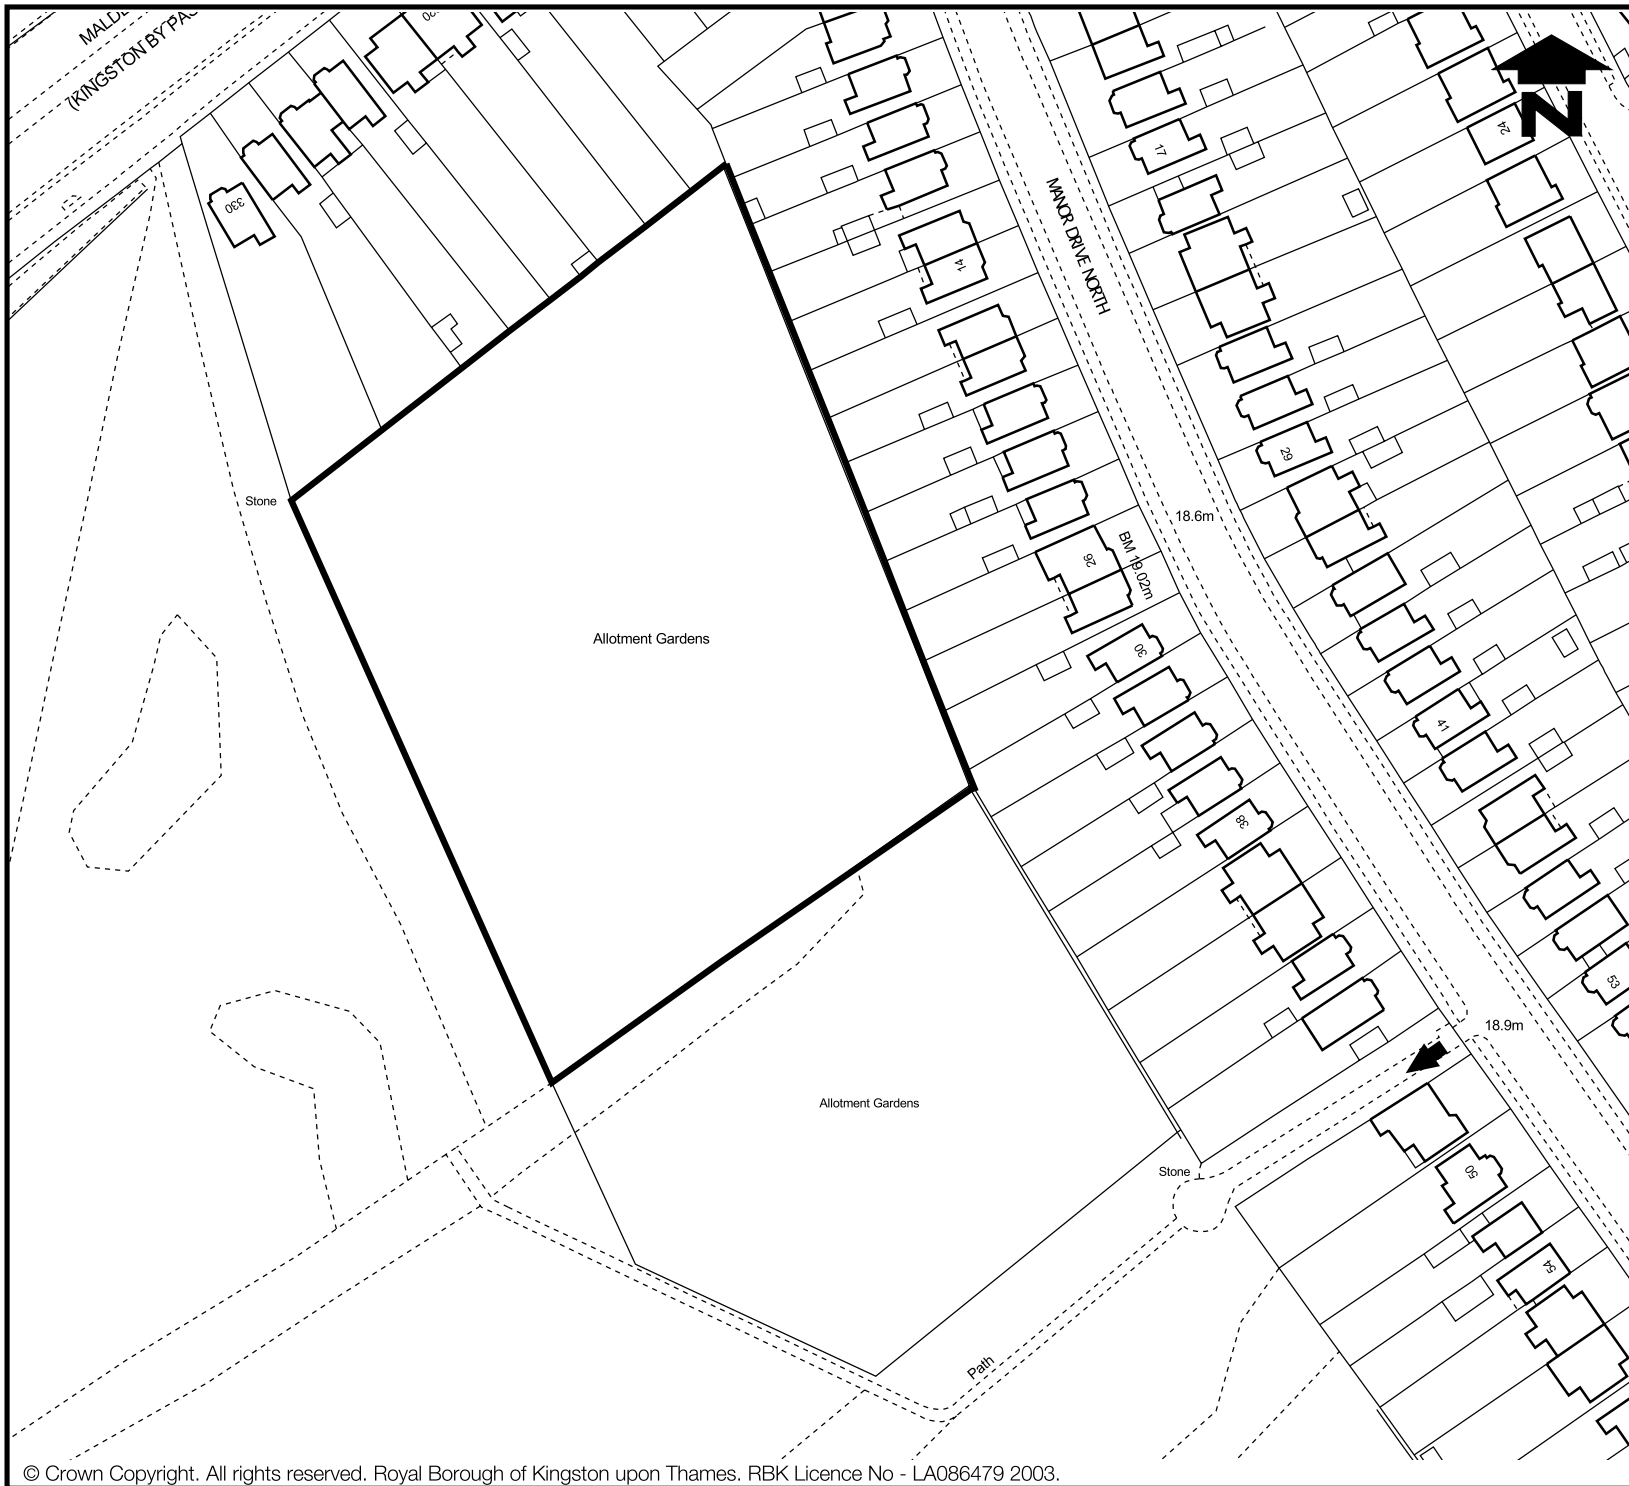 (KINGSTON BY PAS
N
330
24
17
MANOR DRIVE NORTH
14
29
Stone
18.6m
BM 19.02m
26
Allotment Gardens
30
41
38
53
18.9m
Allotment Gardens
Stone
50
54
Path
© Crown Copyright. All rights reserved. Royal Borough of Kingston upon Thames. RBK Licence No - LA086479 2003.